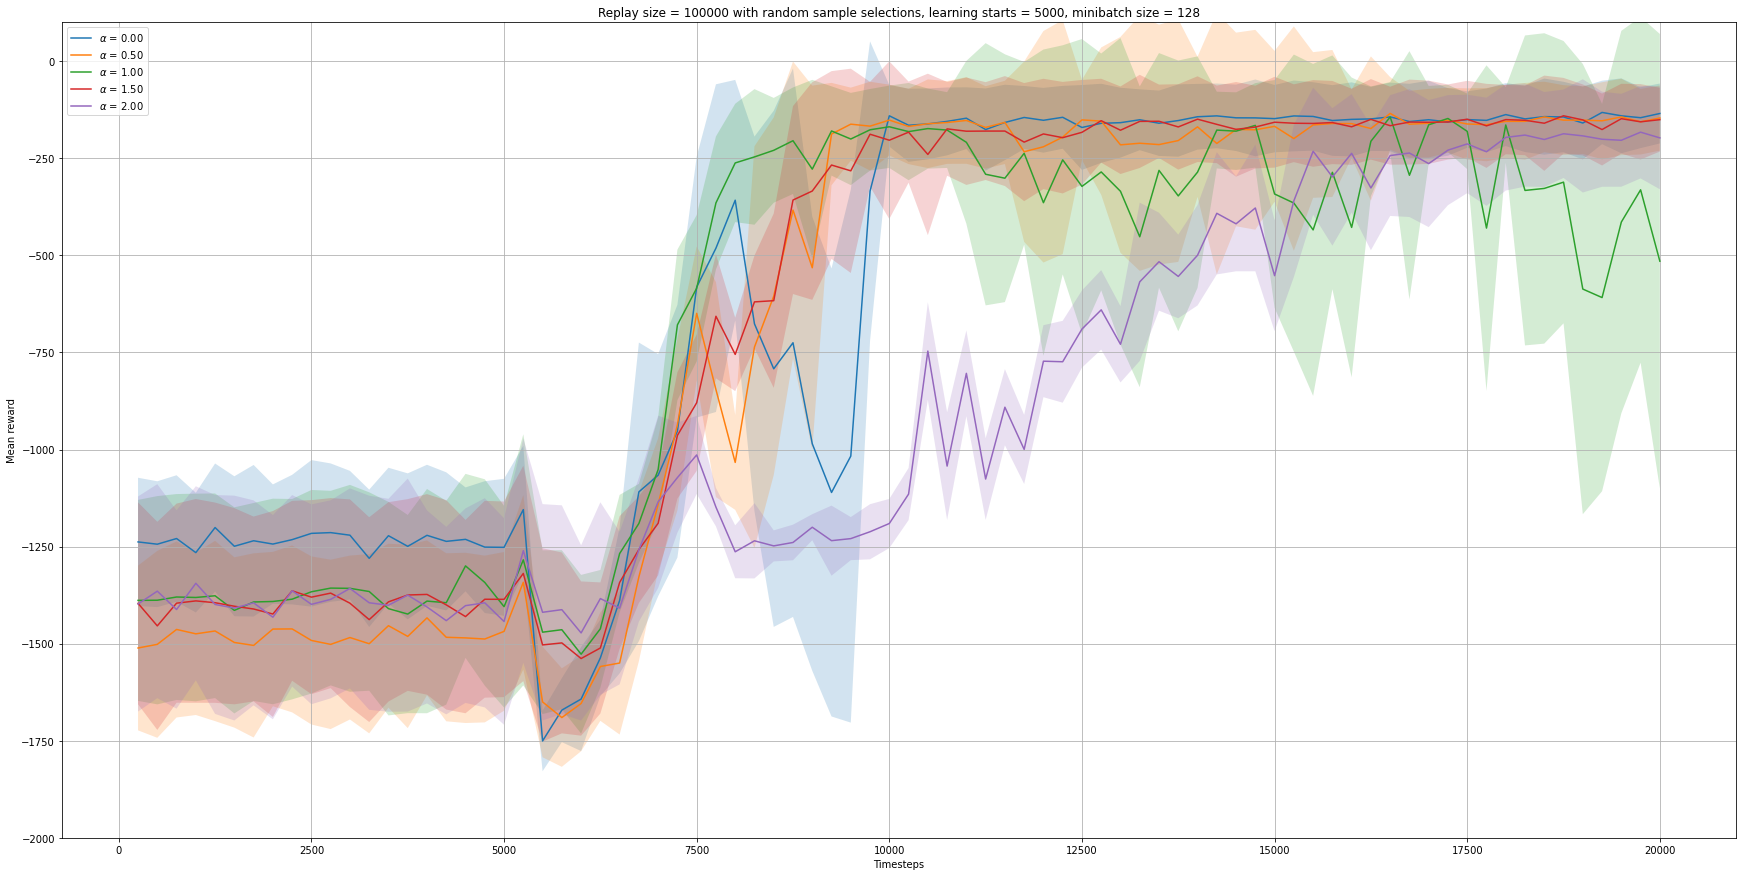 Replay size = 100000 with random sample selections, learning starts = 5000, minibatch size = 128
α = 0.00
α = 0.50
α = 1.00
α = 1.50
α = 2.00
Mean reward
0
−250
−500
−750
−1000
−1250
−1500
−1750
−2000
0 2500 5000 7500 10000 12500 15000 17500 20000
Timesteps